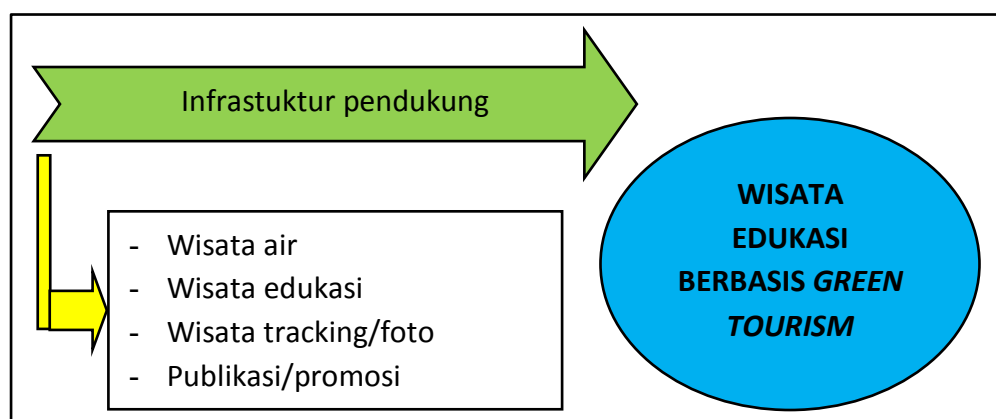 Infrastuktur pendukung
- Wisata air
- Wisata edukasi
- Wisata tracking/foto
- Publikasi/promosi
WISATA
EDUKASI
BERBASIS GREEN
TOURISM